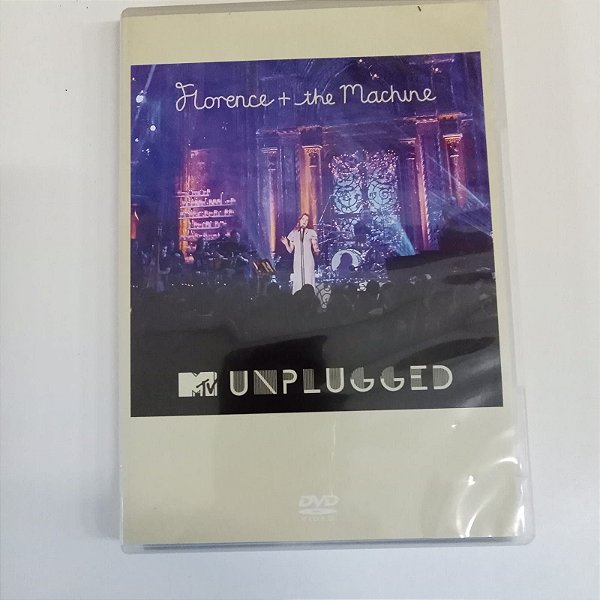 Florence + the Machine
MTV UNPLUGGED
DVD
VIDEO